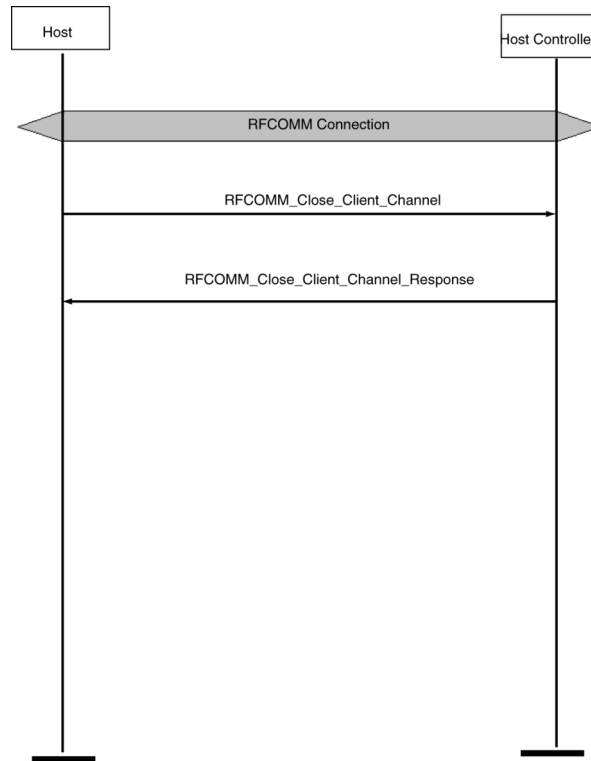 Host
Host Controlle
RFCOMM Connection
RFCOMM_Close_Client_Channel
RFCOMM_Close_Client_Channel_Response